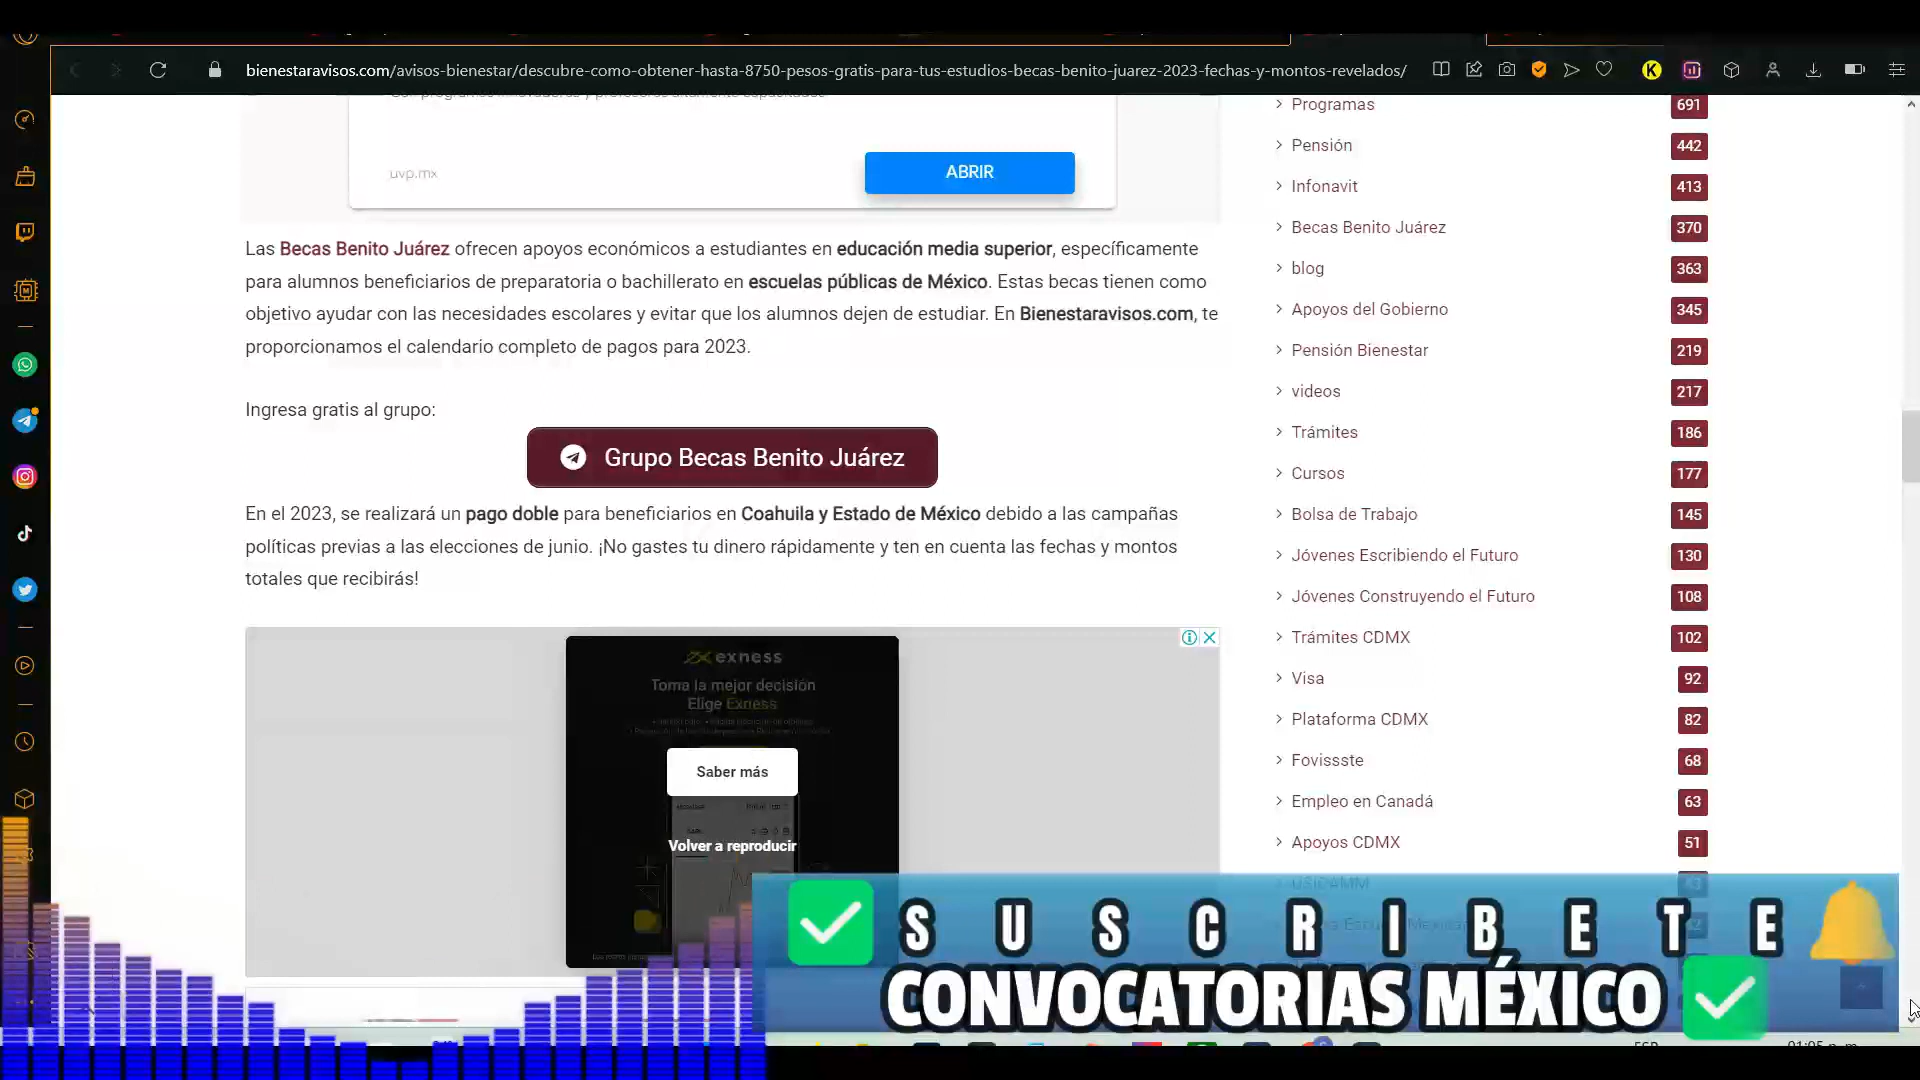 bienestaravisos.com/avisos-bienestar/descubre-como-obtener-hasta-8750-pesos-gratis-para-tus-estudios-becas-benito-juarez-2023-fechas-y-montos-revelados/
uvp.mx
ABRIR
Las Becas Benito Juárez ofrecen apoyos económicos a estudiantes en educación media superior, específicamente
para alumnos beneficiarios de preparatoria o bachillerato en escuelas públicas de México. Estas becas tienen como
objetivo ayudar con las necesidades escolares y evitar que los alumnos dejen de estudiar. En Bienestaravisos.com, te
proporcionamos el calendario completo de pagos para 2023.
Ingresa gratis al grupo:
Grupo Becas Benito Juárez
En el 2023, se realizará un pago doble para beneficiarios en Coahuila y Estado de México debido a las campañas
políticas previas a las elecciones de junio. ¡No gastes tu dinero rápidamente y ten en cuenta las fechas y montos
totales que recibirás!
exness
Toma la mejor decisión
Elige Exness
Saber más
Volver a reproducir
Programas 691
Pensión 442
Infonavit 413
Becas Benito Juárez 370
blog 363
Apoyos del Gobierno 345
Pensión Bienestar 219
videos 217
Trámites 186
Cursos 177
Bolsa de Trabajo 145
Jóvenes Escribiendo el Futuro 130
Jóvenes Construyendo el Futuro 108
Trámites CDMX 102
Visa 92
Plataforma CDMX 82
Fovissste 68
Empleo en Canadá 63
Apoyos CDMX 51
USICAMM
SUSCRIBETE
CONVOCATORIAS MÉXICO